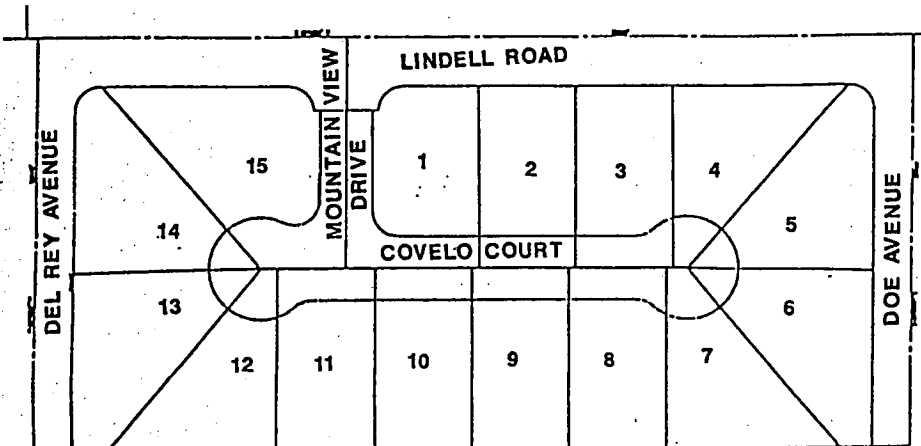 LINDELL ROAD
MOUNTAIN VIEW
DRIVE
DEL REY AVENUE
DOE AVENUE
COVELO COURT
1
2
3
4
5
6
7
8
9
10
11
12
13
14
15